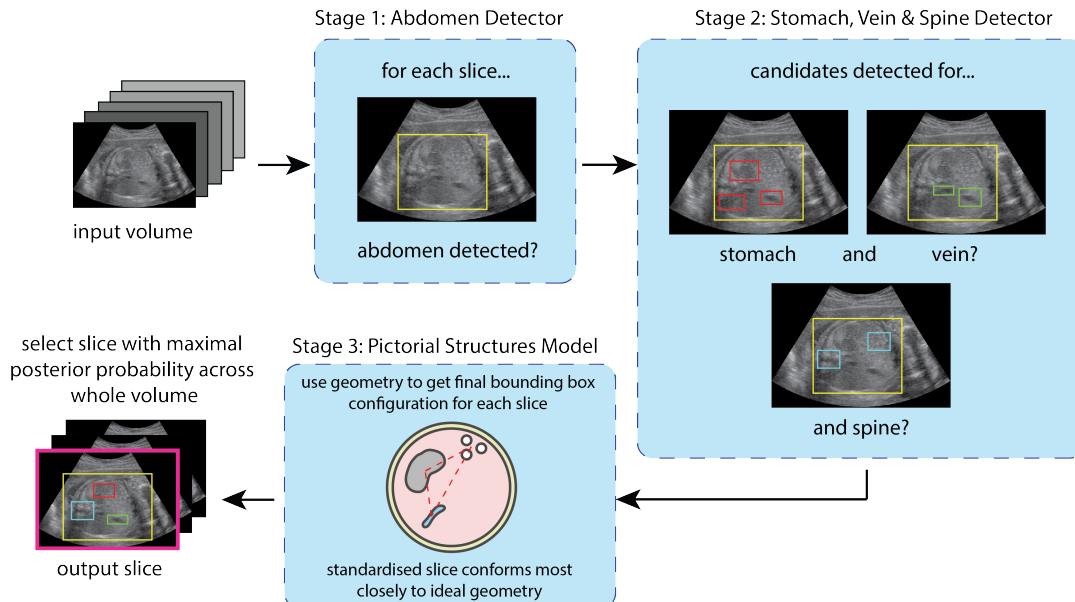 Stage 1: Abdomen Detector
for each slice...
abdomen detected?
input volume
Stage 2: Stomach, Vein & Spine Detector
candidates detected for...
stomach and vein?
and spine?
Stage 3: Pictorial Structures Model
use geometry to get final bounding box
configuration for each slice
standardised slice conforms most
closely to ideal geometry
select slice with maximal
posterior probability across
whole volume
output slice